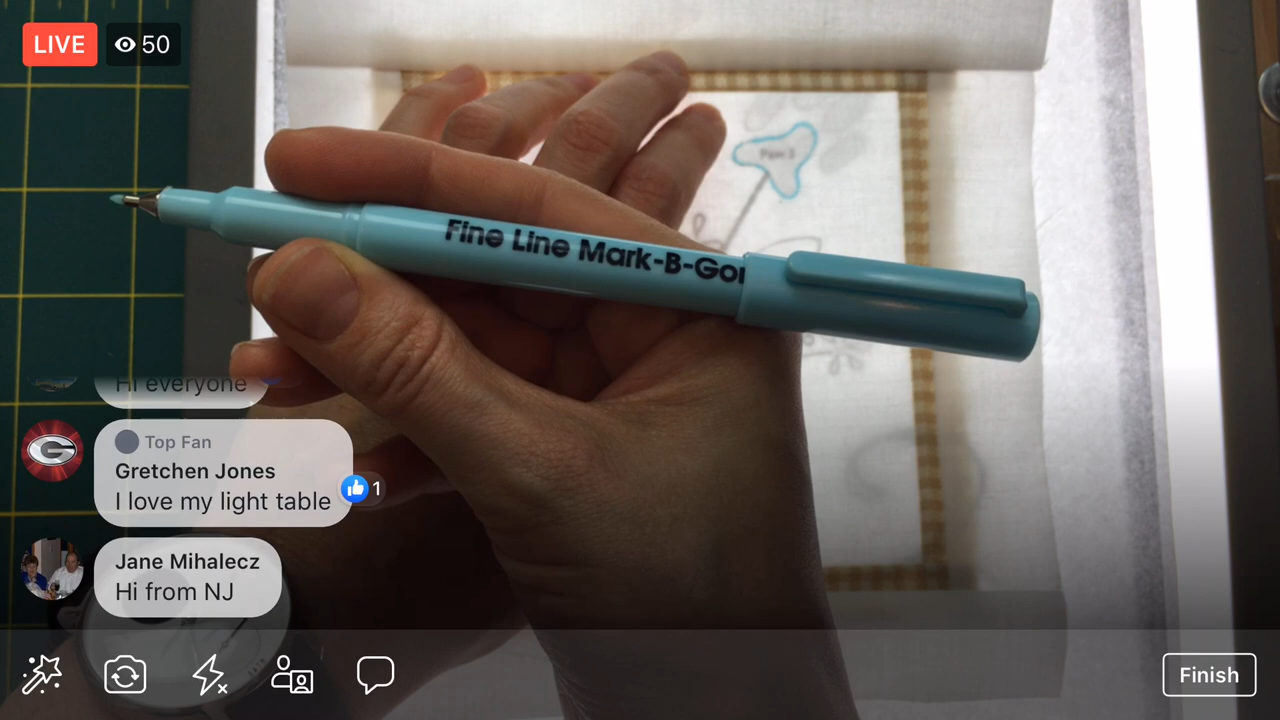 LIVE
50
Fine Line Mark-B-Gon
Hi everyone
Top Fan
Gretchen Jones
I love my light table
1
Jane Mihalecz
Hi from NJ
Finish